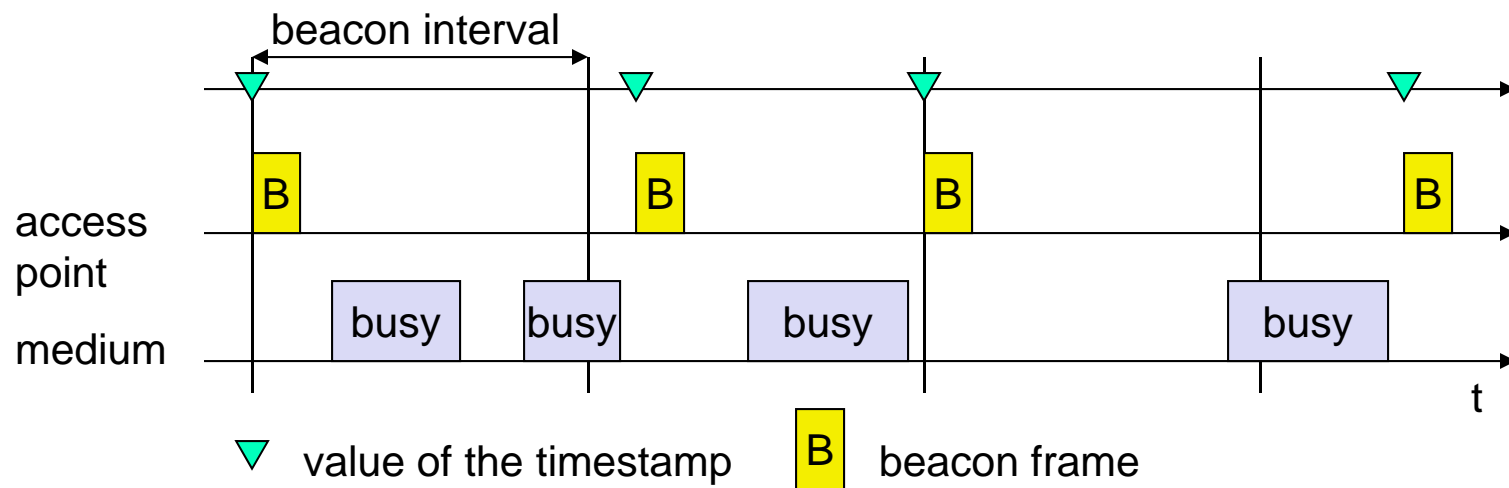 beacon interval
B B B B
access
point
busy busy busy busy
medium
t
value of the timestamp B beacon frame